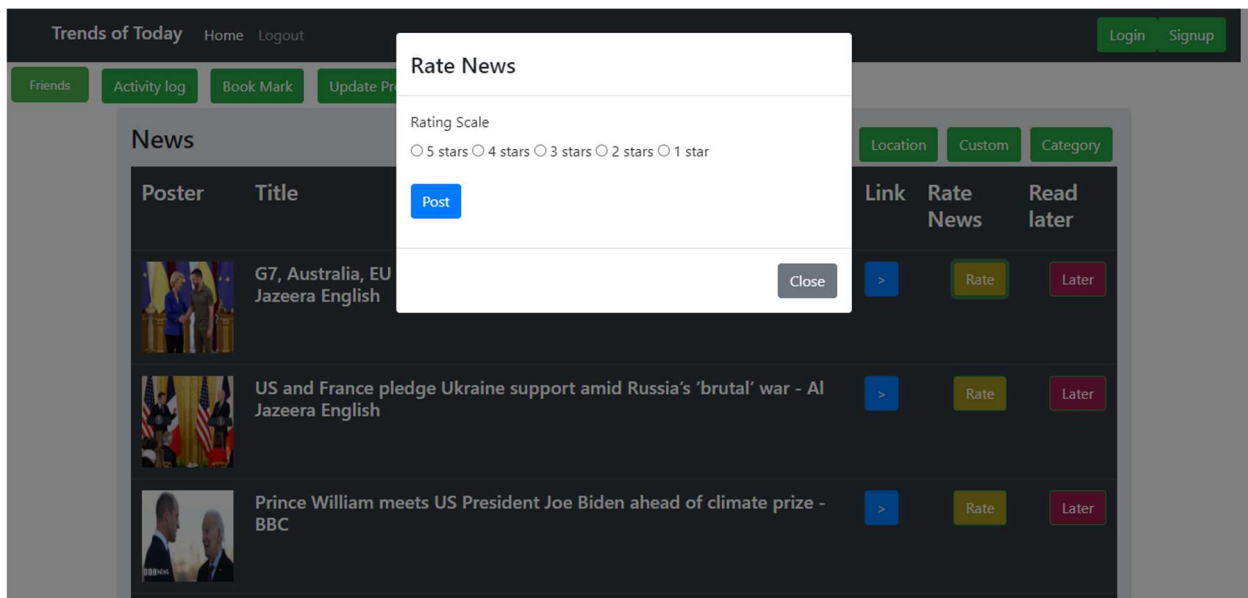 Trends of Today Home Logout Login Signup
Friends Activity log Book Mark Update Pr
Rate News
Rating Scale
5 stars 4 stars 3 stars 2 stars 1 star
Post
Close
News Location Custom Category
Poster Title Link Rate News Read later
G7, Australia, EU
Jazeera English
> Rate Later
US and France pledge Ukraine support amid Russia’s ‘brutal’ war - Al
Jazeera English
> Rate Later
Prince William meets US President Joe Biden ahead of climate prize -
BBC
> Rate Later
BBC NEWS